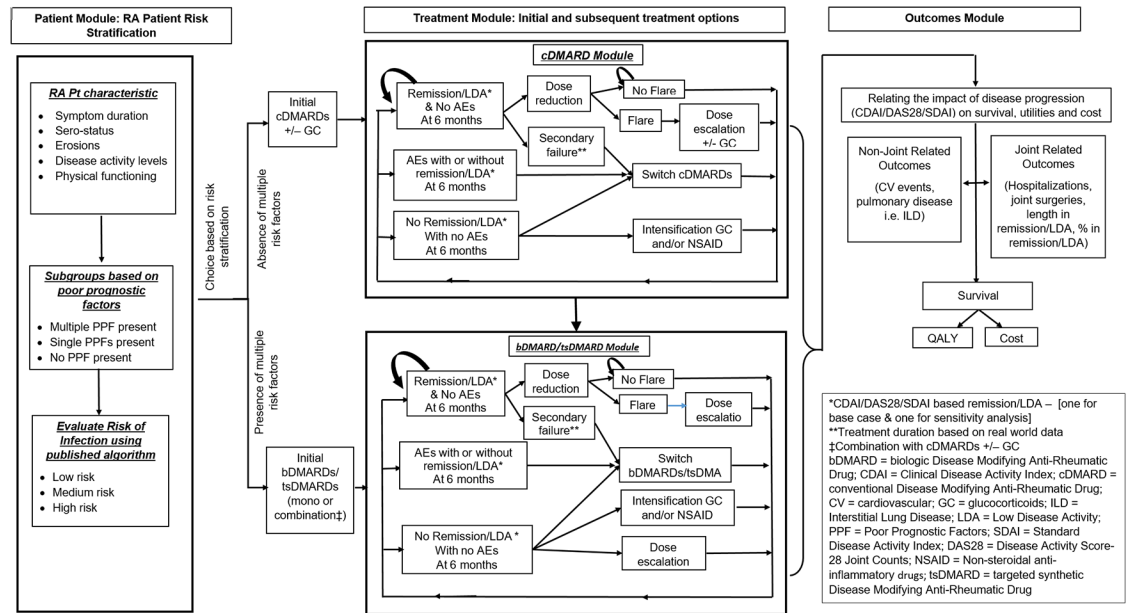 Patient Module: RA Patient Risk
Stratification
RA Pt characteristic
• Symptom duration
• Sero-status
• Erosions
• Disease activity levels
• Physical functioning
Subgroups based on
poor prognostic
factors
• Multiple PPF present
• Single PPFs present
• No PPF present
Evaluate Risk of
Infection using
published algorithm
• Low risk
• Medium risk
• High risk
Choice based on risk
stratification
Absence of multiple
risk factors
Presence of multiple
risk factors
Treatment Module: Initial and subsequent treatment options
Initial
cDMARDs
+/– GC
cDMARD Module
Remission/LDA*
& No AEs
At 6 months
Dose
reduction
No Flare
Flare
Dose
escalation
+/- GC
Secondary
failure**
AEs with or without
remission/LDA*
At 6 months
Switch cDMARDs
No Remission/LDA*
With no AEs
At 6 months
Intensification GC
and/or NSAID
Initial
bDMARDs/
tsDMARDs
(mono or
combination‡)
bDMARD/tsDMARD Module
Remission/LDA*
& No AEs
At 6 months
Dose
reduction
No Flare
Flare
Dose
escalatio
Secondary
failure**
AEs with or without
remission/LDA*
At 6 months
Switch
bDMARDs/tsDMA
Intensification GC
and/or NSAID
No Remission/LDA*
With no AEs
At 6 months
Dose
escalation
Outcomes Module
Relating the impact of disease progression
(CDAI/DAS28/SDAI) on survival, utilities and cost
Non-Joint Related
Outcomes
(CV events,
pulmonary disease
i.e. ILD)
Joint Related
Outcomes
(Hospitalizations,
joint surgeries,
length in
remission/LDA, % in
remission/LDA)
Survival
QALY
Cost
*CDAI/DAS28/SDAI based remission/LDA – [one for
base case & one for sensitivity analysis]
**Treatment duration based on real world data
‡Combination with cDMARDs +/– GC
bDMARD = biologic Disease Modifying Anti-Rheumatic
Drug; CDAI = Clinical Disease Activity Index; cDMARD =
conventional Disease Modifying Anti-Rheumatic Drug;
CV = cardiovascular; GC = glucocorticoids; ILD =
Interstitial Lung Disease; LDA = Low Disease Activity;
PPF = Poor Prognostic Factors; SDAI = Standard
Disease Activity Index; DAS28 = Disease Activity Score-
28 Joint Counts; NSAID = Non-steroidal anti-
inflammatory drugs; tsDMARD = targeted synthetic
Disease Modifying Anti-Rheumatic Drug